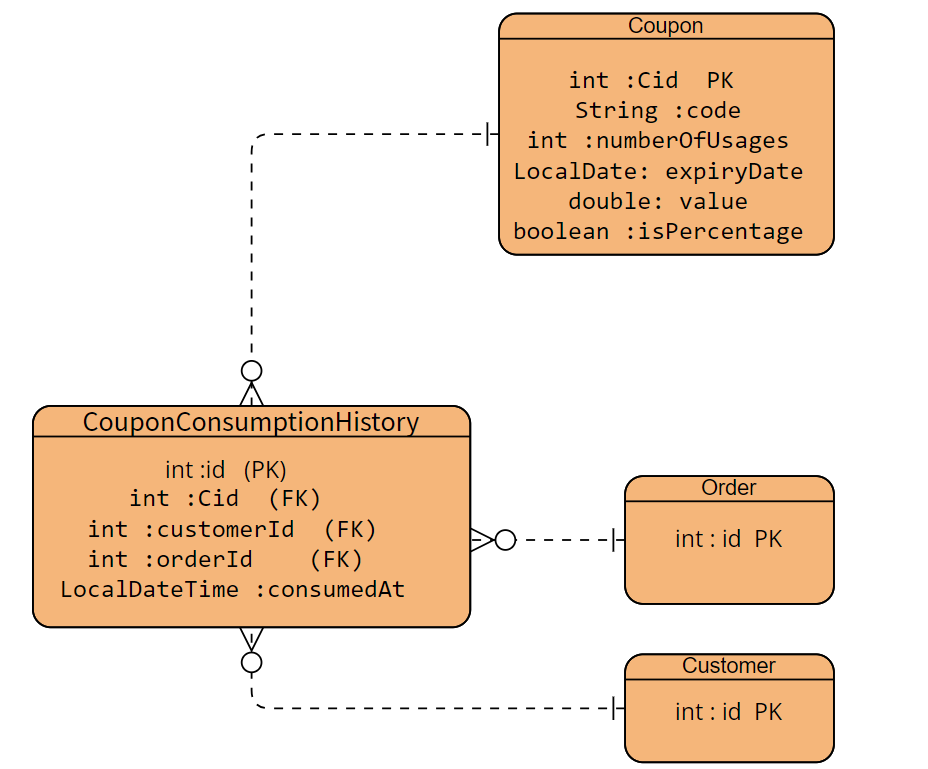 Coupon
int :Cid PK
String :code
int :numberOfUsages
LocalDate: expiryDate
double: value
boolean :isPercentage
CouponConsumptionHistory
int :id (PK)
int :Cid (FK)
int :customerId (FK)
int :orderId (FK)
LocalDateTime :consumedAt
Order
int : id PK
Customer
int : id PK